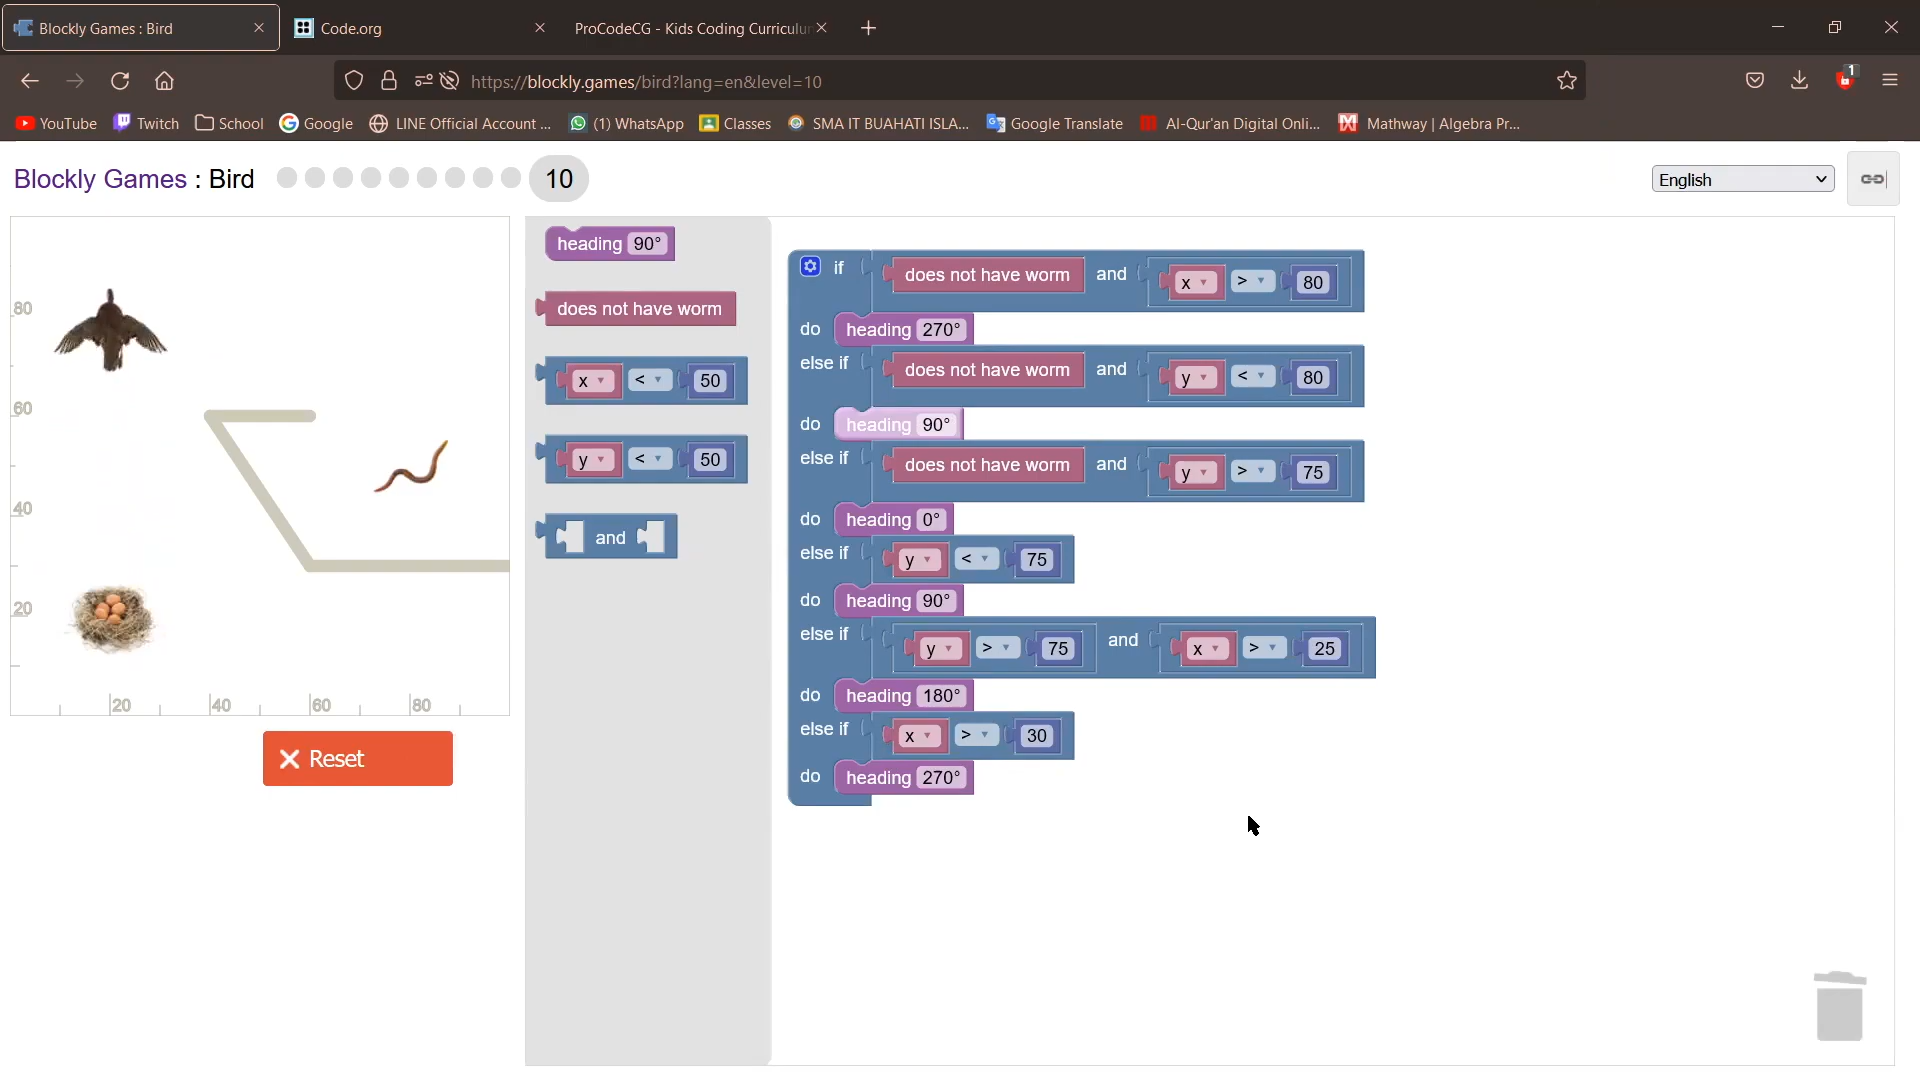 Blockly Games : Bird
Code.org
ProCodeCG - Kids Coding Curriculu
https://blockly.games/bird?lang=en&level=10
1
YouTube
Twitch
School
Google
LINE Official Account ...
(1) WhatsApp
Classes
SMA IT BUAHATI ISLA...
Google Translate
Al-Qur'an Digital Onli...
Mathway | Algebra Pr...
Blockly Games : Bird
10
English
80
60
40
20
20
40
60
80
Reset
heading 90°
does not have worm
x < 50
y < 50
and
if does not have worm and x > 80
do heading 270°
else if does not have worm and y < 80
do heading 90°
else if does not have worm and y > 75
do heading 0°
else if y < 75
do heading 90°
else if y > 75 and x > 25
do heading 180°
else if x > 30
do heading 270°